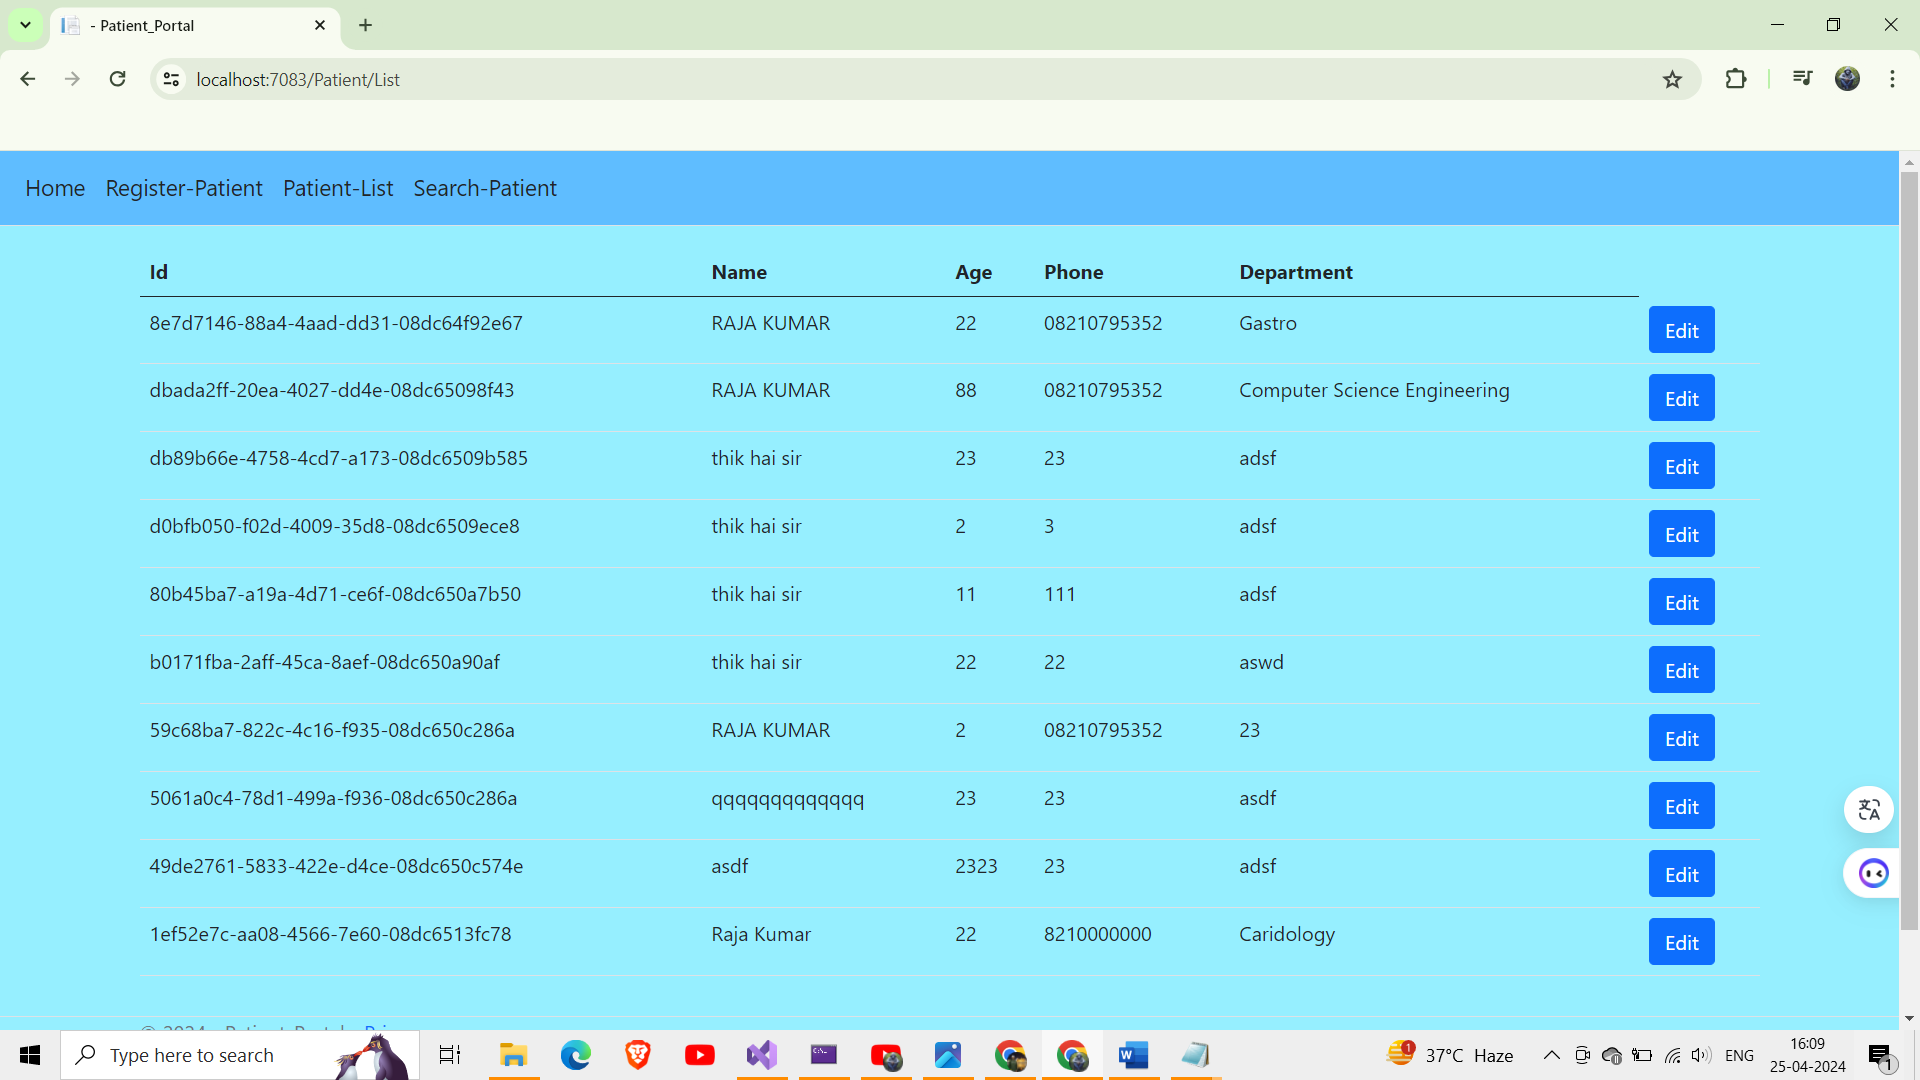 - Patient_Portal
localhost:7083/Patient/List
Home Register-Patient Patient-List Search-Patient
Id Name Age Phone Department
8e7d7146-88a4-4aad-dd31-08dc64f92e67 RAJA KUMAR 22 08210795352 Gastro Edit
dbada2ff-20ea-4027-dd4e-08dc65098f43 RAJA KUMAR 88 08210795352 Computer Science Engineering Edit
db89b66e-4758-4cd7-a173-08dc6509b585 thik hai sir 23 23 adsf Edit
d0bfb050-f02d-4009-35d8-08dc6509ece8 thik hai sir 2 3 adsf Edit
80b45ba7-a19a-4d71-ce6f-08dc650a7b50 thik hai sir 11 111 adsf Edit
b0171fba-2aff-45ca-8aef-08dc650a90af thik hai sir 22 22 aswd Edit
59c68ba7-822c-4c16-f935-08dc650c286a RAJA KUMAR 2 08210795352 23 Edit
5061a0c4-78d1-499a-f936-08dc650c286a qqqqqqqqqqqqq 23 23 asdf Edit
49de2761-5833-422e-d4ce-08dc650c574e asdf 2323 23 adsf Edit
1ef52e7c-aa08-4566-7e60-08dc6513fc78 Raja Kumar 22 8210000000 Caridology Edit
Type here to search 37°C Haze ENG 16:09
25-04-2024